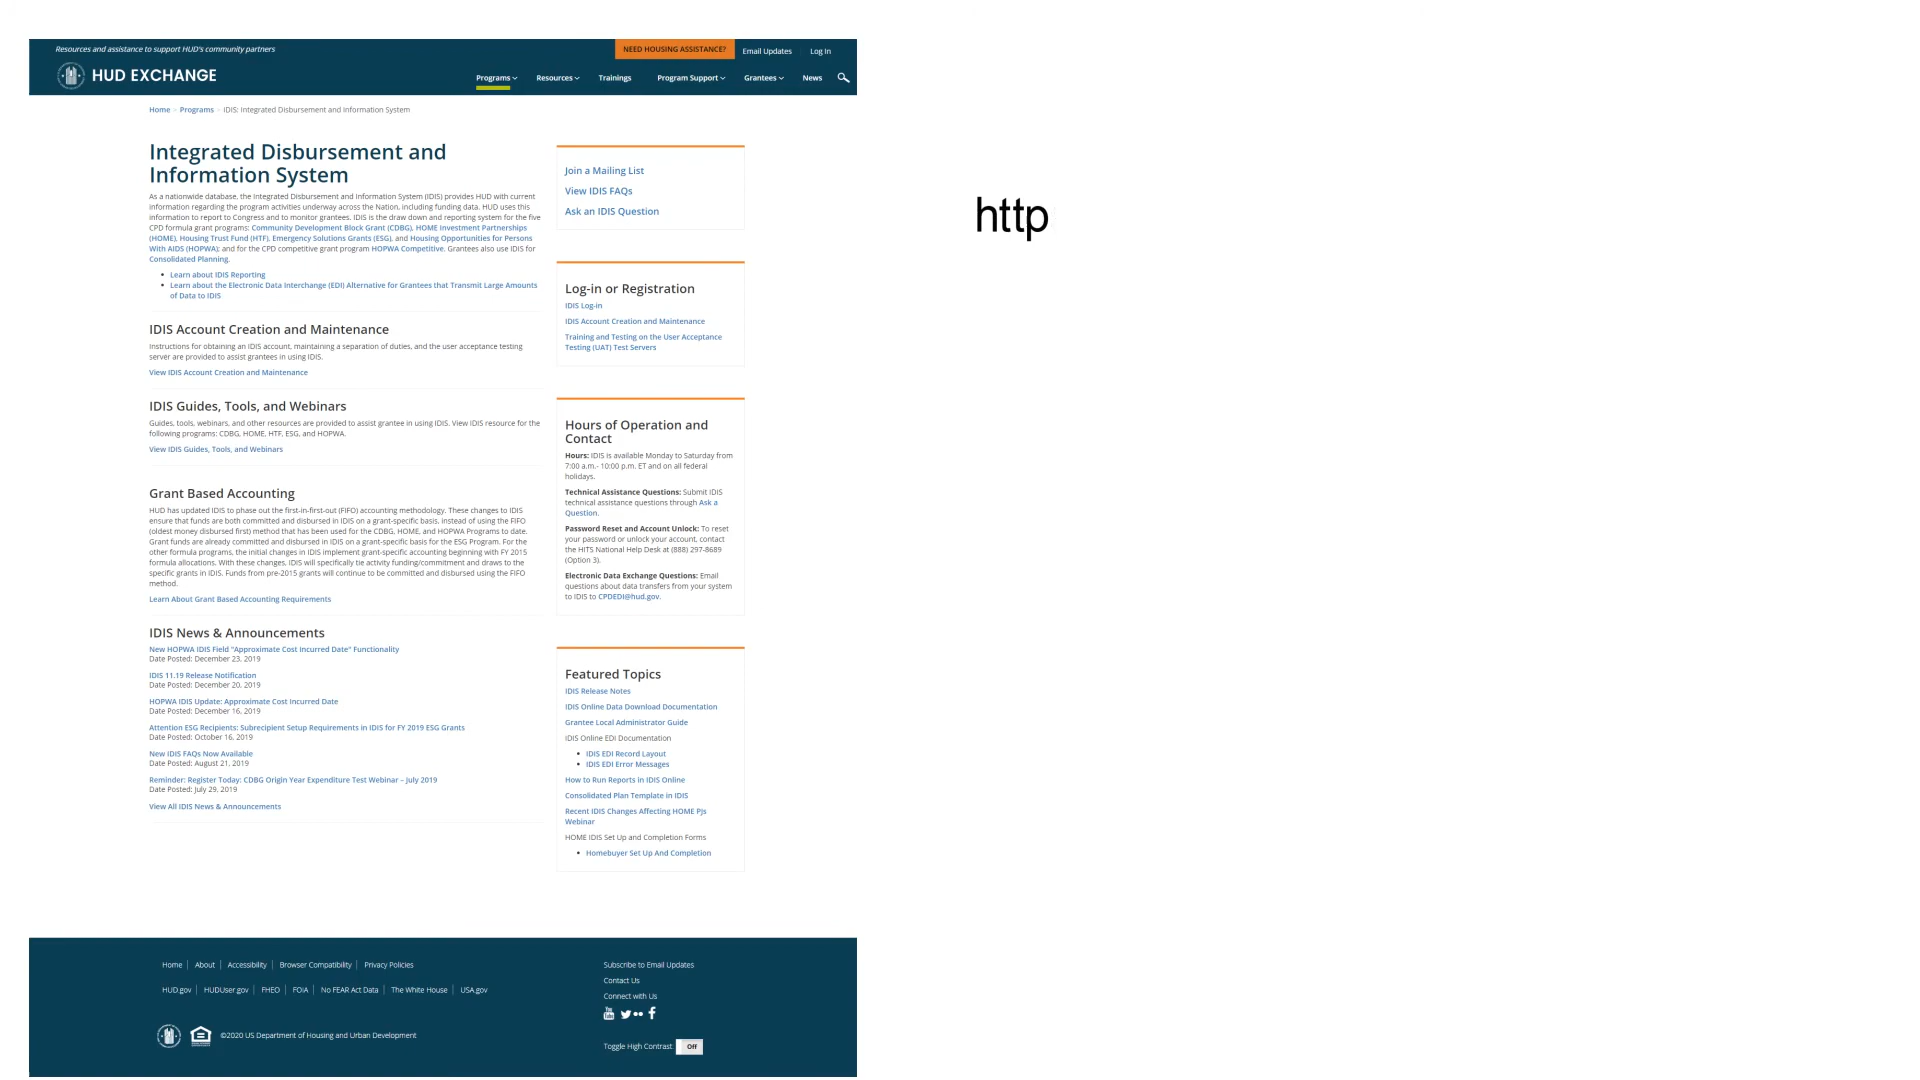 Resources and assistance to support HUD's community partners
NEED HOUSING ASSISTANCE?
Email Updates
Log In
HUD EXCHANGE
Programs
Resources
Trainings
Program Support
Grantees
News
Home > Programs > IDIS: Integrated Disbursement and Information System
Integrated Disbursement and
Information System
As a nationwide database, the Integrated Disbursement and Information System (IDIS) provides HUD with current
information regarding the program activities underway across the Nation, including funding data. HUD uses this
information to report to Congress and to monitor grantees. IDIS is the draw down and reporting system for the five
CPD formula grant programs: Community Development Block Grant (CDBG), HOME Investment Partnerships
(HOME), Housing Trust Fund (HTF), Emergency Solutions Grants (ESG), and Housing Opportunities for Persons
With AIDS (HOPWA); and for the CPD competitive grant program HOPWA Competitive. Grantees also use IDIS for
Consolidated Planning.
• Learn about IDIS Reporting
• Learn about the Electronic Data Interchange (EDI) Alternative for Grantees that Transmit Large Amounts
of Data to IDIS
IDIS Account Creation and Maintenance
Instructions for obtaining an IDIS account, maintaining a separation of duties, and the user acceptance testing
server are provided to assist grantees in using IDIS.
View IDIS Account Creation and Maintenance
IDIS Guides, Tools, and Webinars
Guides, tools, webinars, and other resources are provided to assist grantee in using IDIS. View IDIS resource for the
following programs: CDBG, HOME, HTF, ESG, and HOPWA.
View IDIS Guides, Tools, and Webinars
Grant Based Accounting
HUD has updated IDIS to phase out the first-in-first-out (FIFO) accounting methodology. These changes to IDIS
ensure that funds are both committed and disbursed in IDIS on a grant-specific basis, instead of using the FIFO
(oldest money disbursed first) method that has been used for the CDBG, HOME, and HOPWA Programs to date.
Grant funds are already committed and disbursed in IDIS on a grant-specific basis for the ESG Program. For the
other formula programs, the initial changes in IDIS implement grant-specific accounting beginning with FY 2015
formula allocations. With these changes, IDIS will specifically tie activity funding/commitment and draws to the
specific grants in IDIS. Funds from pre-2015 grants will continue to be committed and disbursed using the FIFO
method.
Learn About Grant Based Accounting Requirements
IDIS News & Announcements
New HOPWA IDIS Field "Approximate Cost Incurred Date" Functionality
Date Posted: December 23, 2019
IDIS 11.19 Release Notification
Date Posted: December 20, 2019
HOPWA IDIS Update: Approximate Cost Incurred Date
Date Posted: December 16, 2019
Attention ESG Recipients: Subrecipient Setup Requirements in IDIS for FY 2019 ESG Grants
Date Posted: October 16, 2019
New IDIS FAQs Now Available
Date Posted: August 21, 2019
Reminder: Register Today: CDBG Origin Year Expenditure Test Webinar – July 2019
Date Posted: July 29, 2019
View All IDIS News & Announcements
Join a Mailing List
View IDIS FAQs
Ask an IDIS Question
Log-in or Registration
IDIS Log-in
IDIS Account Creation and Maintenance
Training and Testing on the User Acceptance
Testing (UAT) Test Servers
Hours of Operation and
Contact
Hours: IDIS is available Monday to Saturday from
7:00 a.m.- 10:00 p.m. ET and on all federal
holidays.
Technical Assistance Questions: Submit IDIS
technical assistance questions through Ask a
Question.
Password Reset and Account Unlock: To reset
your password or unlock your account, contact
the HITS National Help Desk at (888) 297-8689
(Option 3).
Electronic Data Exchange Questions: Email
questions about data transfers from your system
to IDIS to CPDEDI@hud.gov.
Featured Topics
IDIS Release Notes
IDIS Online Data Download Documentation
Grantee Local Administrator Guide
IDIS Online EDI Documentation
• IDIS EDI Record Layout
• IDIS EDI Error Messages
How to Run Reports in IDIS Online
Consolidated Plan Template in IDIS
Recent IDIS Changes Affecting HOME PJs
Webinar
HOME IDIS Set Up and Completion Forms
• Homebuyer Set Up And Completion
http
Home | About | Accessibility | Browser Compatibility | Privacy Policies
HUD.gov | HUDUser.gov | FHEO | FOIA | No FEAR Act Data | The White House | USA.gov
©2020 US Department of Housing and Urban Development
Subscribe to Email Updates
Contact Us
Connect with Us
Toggle High Contrast: Off